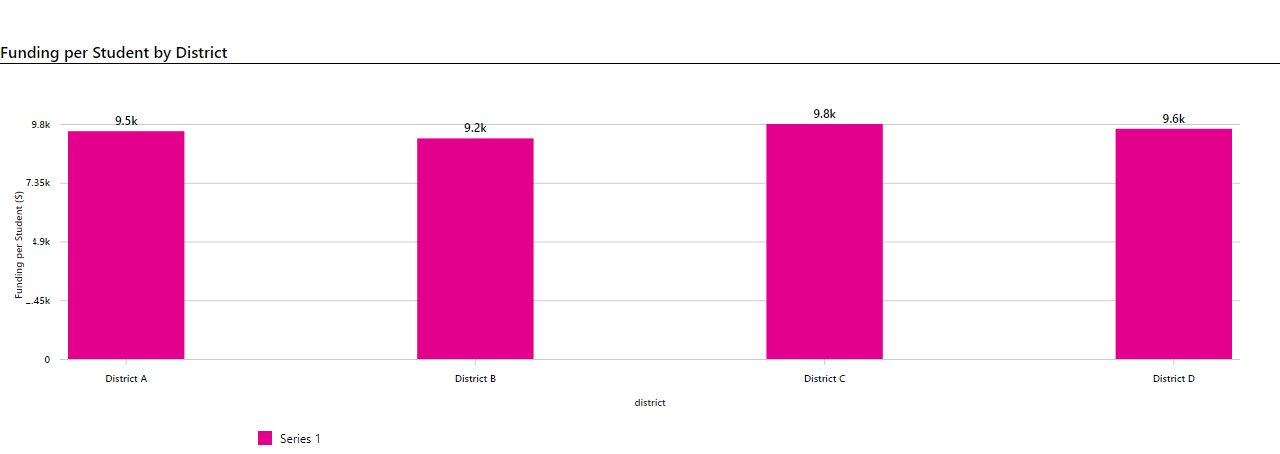 Funding per Student by District
9.5k
9.2k
9.8k
9.6k
9.8k
7.35k
4.9k
.45k
0
Funding per Student ($)
District A
District B
District C
District D
district
Series 1